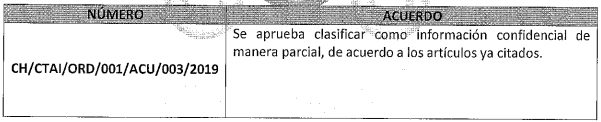 NÚMERO ACUERDO
Se aprueba clasificar como información confidencial de
manera parcial, de acuerdo a los artículos ya citados.
CH/CTAI/ORD/001/ACU/003/2019